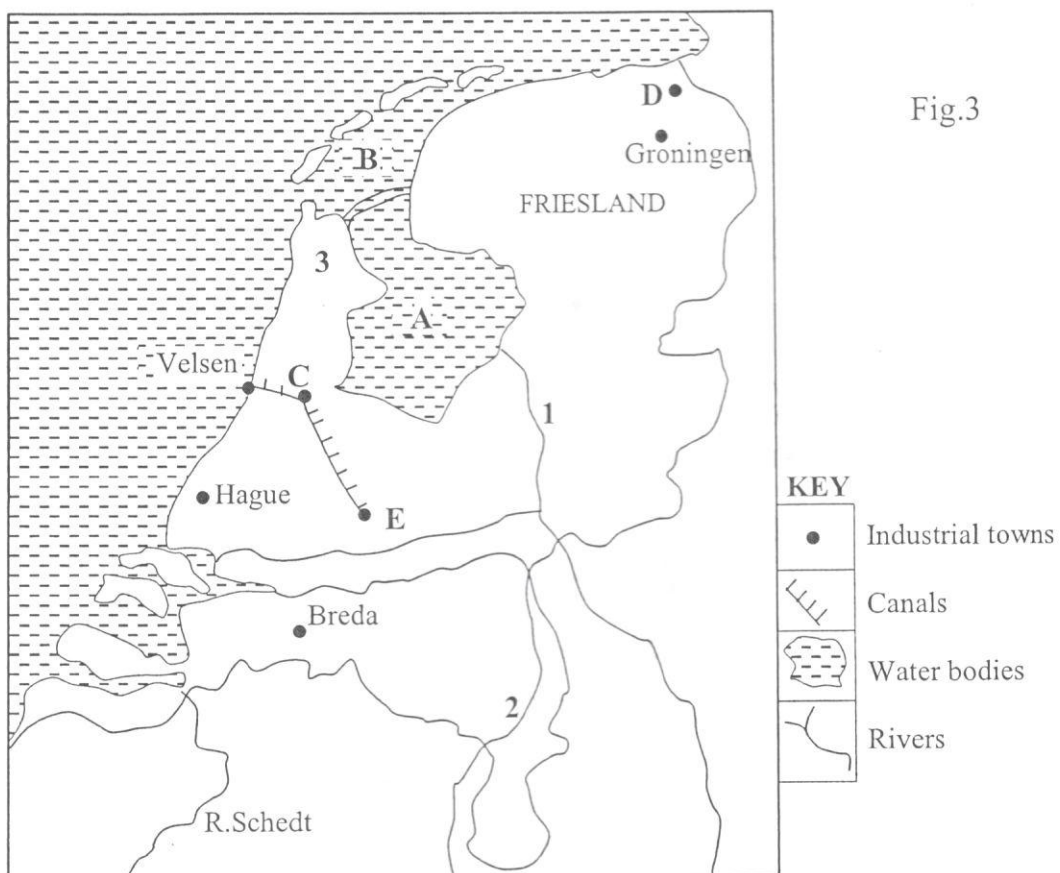 Fig.3
D
Groningen
B
FRIESLAND
3
A
Velsen
C
1
Hague
E
KEY
Industrial towns
Canals
Breda
Water bodies
2
Rivers
R.Schedt